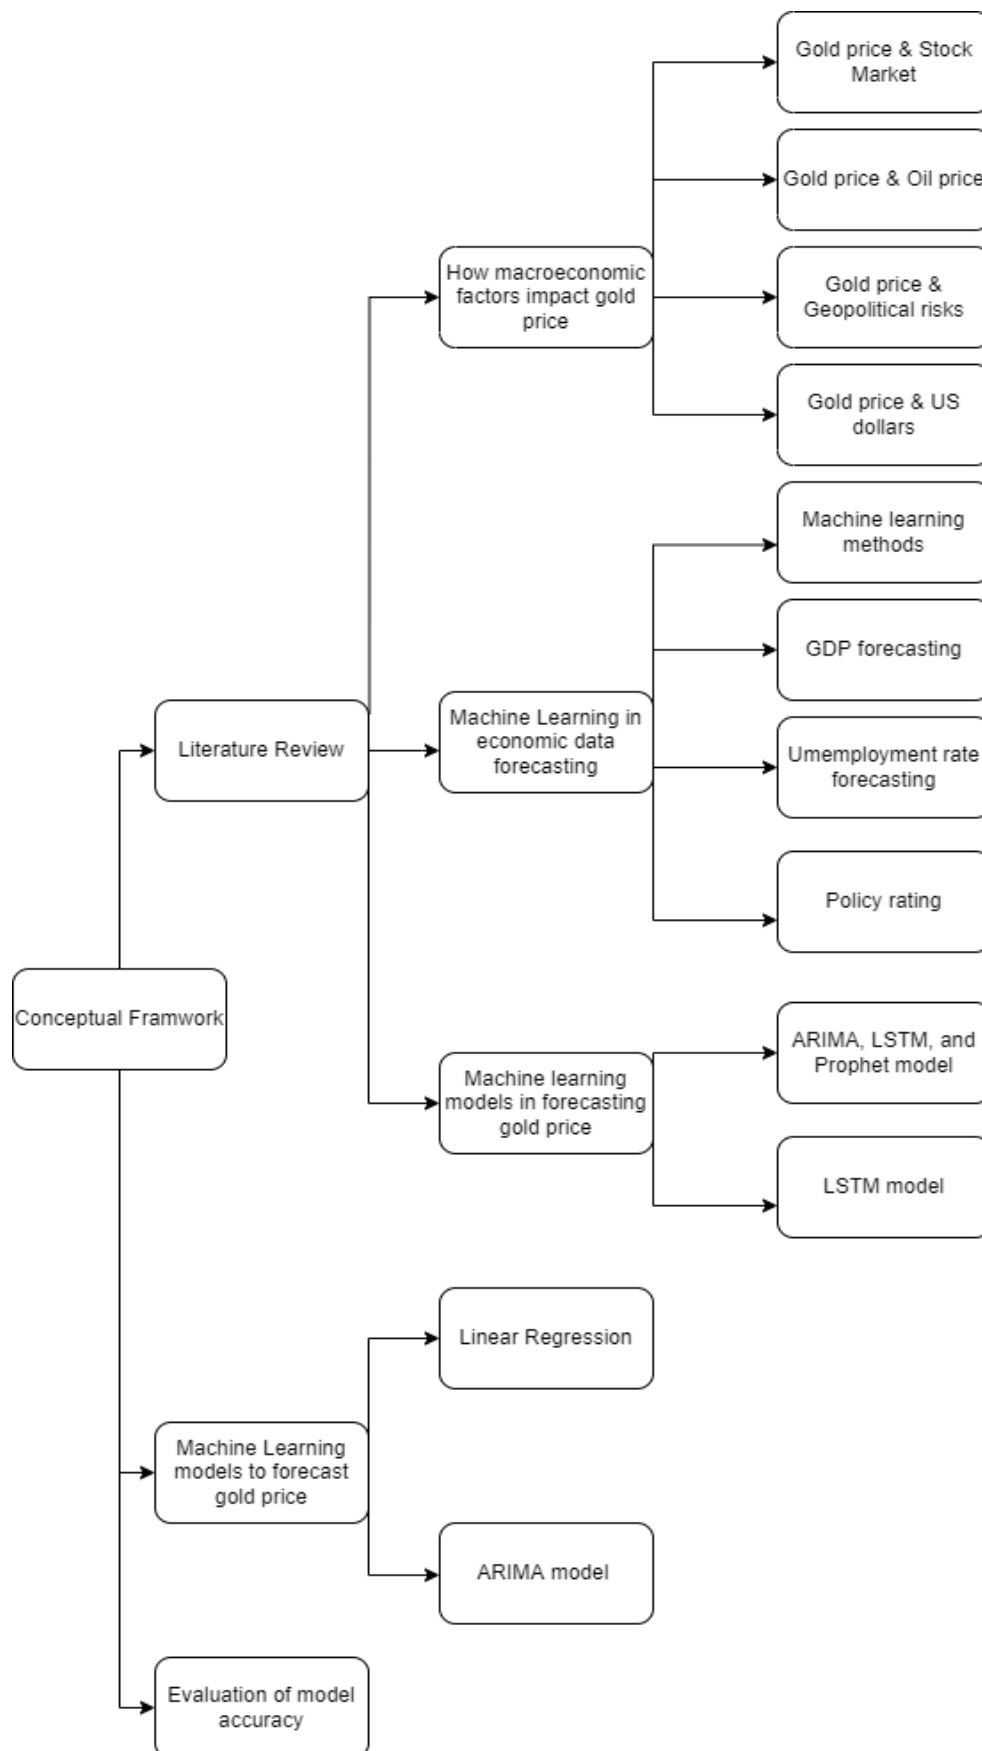 Gold price & Stock
Market
Gold price & Oil price
How macroeconomic
factors impact gold
price
Gold price &
Geopolitical risks
Gold price & US
dollars
Machine learning
methods
GDP forecasting
Literature Review
Machine Learning in
economic data
forecasting
Umemployment rate
forecasting
Policy rating
Conceptual Framwork
ARIMA, LSTM, and
Prophet model
Machine learning
models in forecasting
gold price
LSTM model
Linear Regression
Machine Learning
models to forecast
gold price
ARIMA model
Evaluation of model
accuracy